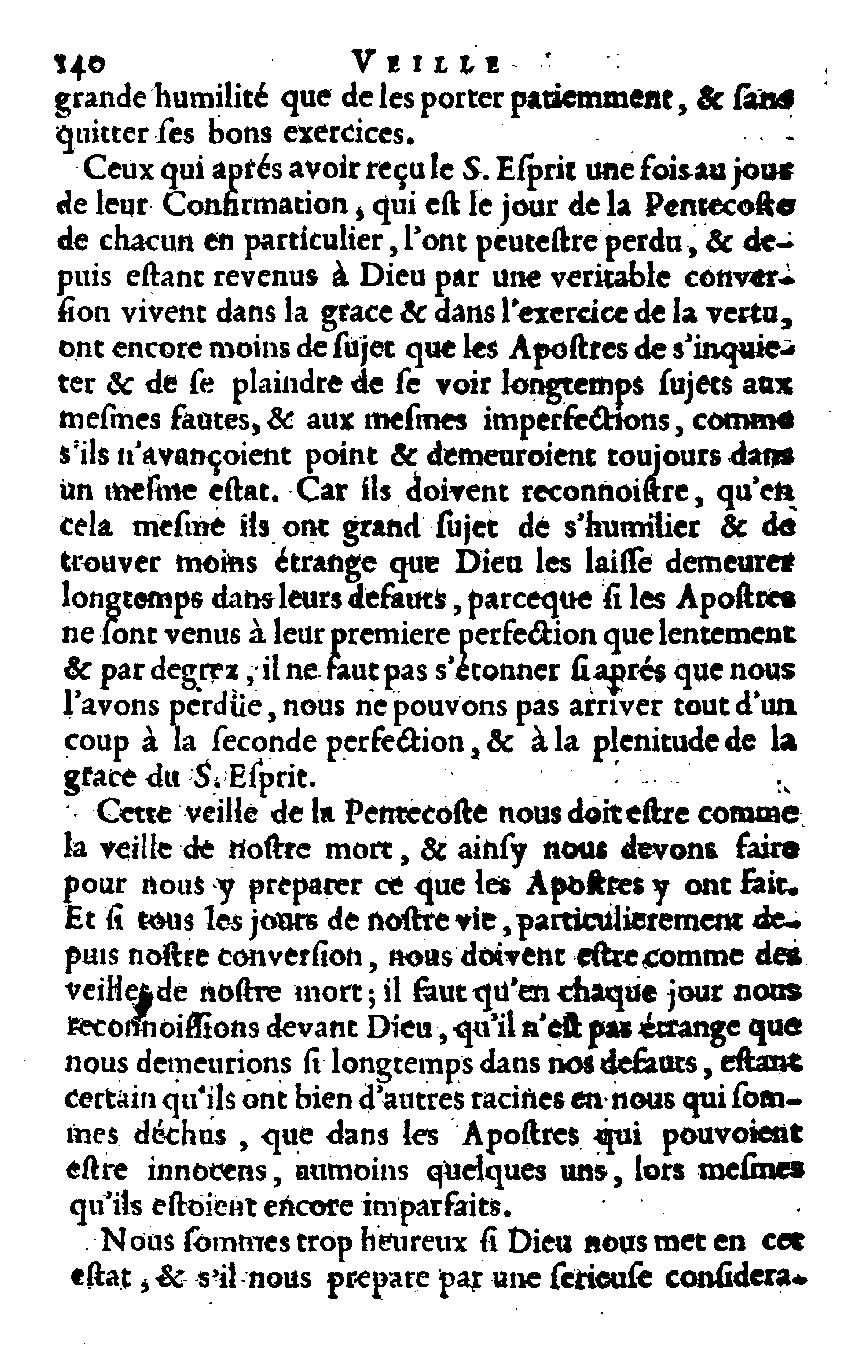 140 VEILLE
grande humilité que de les porter patiemment, & ſans
quitter ſes bons exercices.
Ceux qui aprés avoir reçu le S. Eſprit une fois au jour
de leur Confirmation, qui eſt le jour de la Pentecoſte
de chacun en particulier, l'ont peuteſtre perdu, & de-
puis eſtant revenus à Dieu par une veritable conver-
ſion vivent dans la grace & dans l'exercice de la vertu,
ont encore moins de ſujet que les Apoſtres de s'inquie-
ter & de ſe plaindre de ſe voir longtemps ſujets aux
meſmes fautes, & aux meſmes imperfections, comme
s'ils n'avançoient point & demeuroient toujours dans
un meſme eſtat. Car ils doivent reconnoiſtre, qu'en
cela meſme ils ont grand ſujet de s'humilier & de
trouver moins étrange que Dieu les laiſſe demeurer
longtemps dans leurs defauts, parceque ſi les Apoſtres
ne ſont venus à leur premiere perfection que lentement
& par degrez, il ne faut pas s'étonner ſi aprés que nous
l'avons perdüe, nous ne pouvons pas arriver tout d'un
coup à la ſeconde perfection, & à la plenitude de la
grace du S. Eſprit.
Cette veille de la Pentecoſte nous doit eſtre comme
la veille de noſtre mort, & ainſy nous devons faire
pour nous y preparer ce que les Apoſtres y ont fait.
Et ſi tous les jours de noſtre vie, particulierement de-
puis noſtre converſion, nous doivent eſtre comme des
veilles de noſtre mort; il faut qu'en chaque jour nous
reconnoiſſions devant Dieu, qu'il n'eſt pas étrange que
nous demeurions ſi longtemps dans nos defauts, eſtant
certain qu'ils ont bien d'autres racines en nous qui ſom-
mes déchus, que dans les Apoſtres qui pouvoient
eſtre innocens, aumoins quelques uns, lors meſmes
qu'ils eſtoient encore imparfaits.
Nous ſommes trop heureux ſi Dieu nous met en cet
eſtat, & s'il nous prepare par une ſerieuſe conſidera-